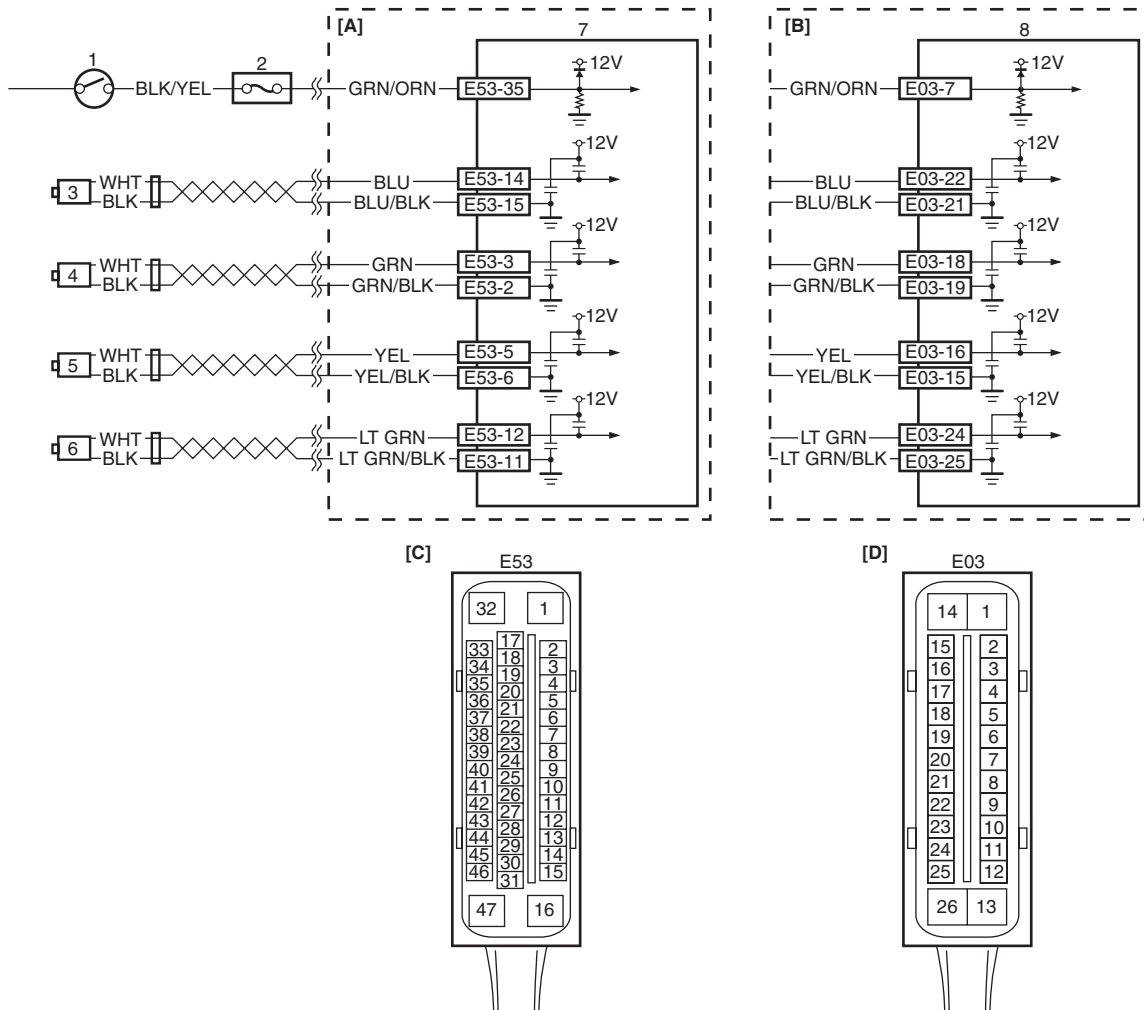 [A]
7
[B]
8
1
BLK/YEL
2
GRN/ORN
E53-35
12V
GRN/ORN
E03-7
12V
3
WHT
BLK
BLU
BLU/BLK
E53-14
E53-15
12V
BLU
BLU/BLK
E03-22
E03-21
12V
4
WHT
BLK
GRN
GRN/BLK
E53-3
E53-2
12V
GRN
GRN/BLK
E03-18
E03-19
12V
5
WHT
BLK
YEL
YEL/BLK
E53-5
E53-6
12V
YEL
YEL/BLK
E03-16
E03-15
12V
6
WHT
BLK
LT GRN
LT GRN/BLK
E53-12
E53-11
12V
LT GRN
LT GRN/BLK
E03-24
E03-25
12V
[C]
E53
32
1
33
34
35
36
37
38
39
40
41
42
43
44
45
46
17
18
19
20
21
22
23
24
25
26
27
28
29
30
31
2
3
4
5
6
7
8
9
10
11
12
13
14
15
47
16
[D]
E03
14
1
15
16
17
18
19
20
21
22
23
24
25
2
3
4
5
6
7
8
9
10
11
12
26
13